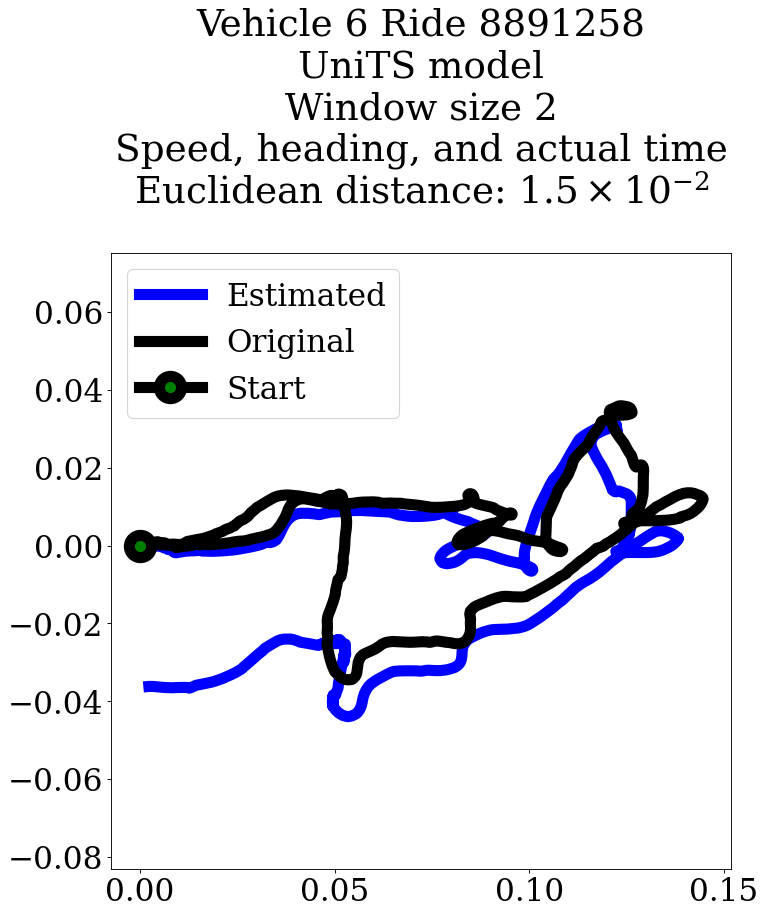 Vehicle 6 Ride 8891258
UniTS model
Window size 2
Speed, heading, and actual time
Euclidean distance: 1.5 × 10⁻²
Estimated
Original
Start
0.06
0.04
0.02
0.00
−0.02
−0.04
−0.06
−0.08
0.00 0.05 0.10 0.15